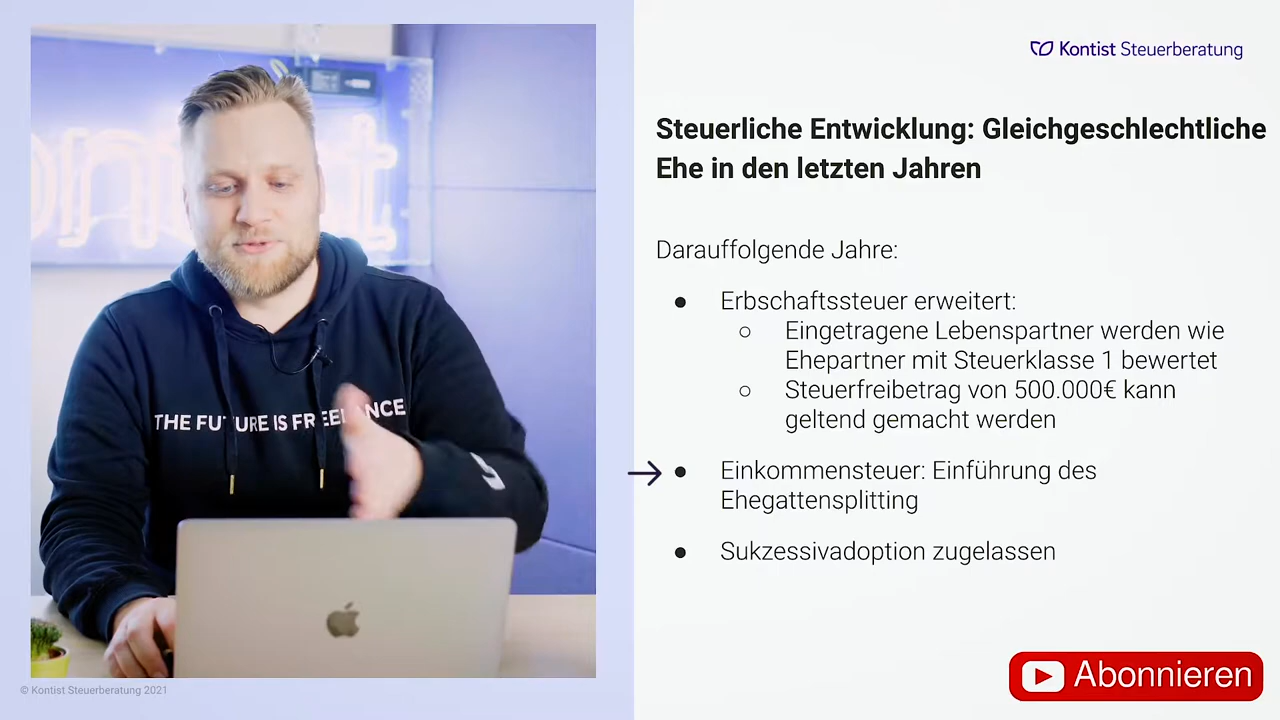 Kontist Steuerberatung
Steuerliche Entwicklung: Gleichgeschlechtliche
Ehe in den letzten Jahren
Darauffolgende Jahre:
● Erbschaftssteuer erweitert:
○ Eingetragene Lebenspartner werden wie
Ehepartner mit Steuerklasse 1 bewertet
○ Steuerfreibetrag von 500.000€ kann
geltend gemacht werden
→ ● Einkommensteuer: Einführung des
Ehegattensplitting
● Sukzessivadoption zugelassen
Abonnieren
THE FUTURE IS FREELANCE
© Kontist Steuerberatung 2021